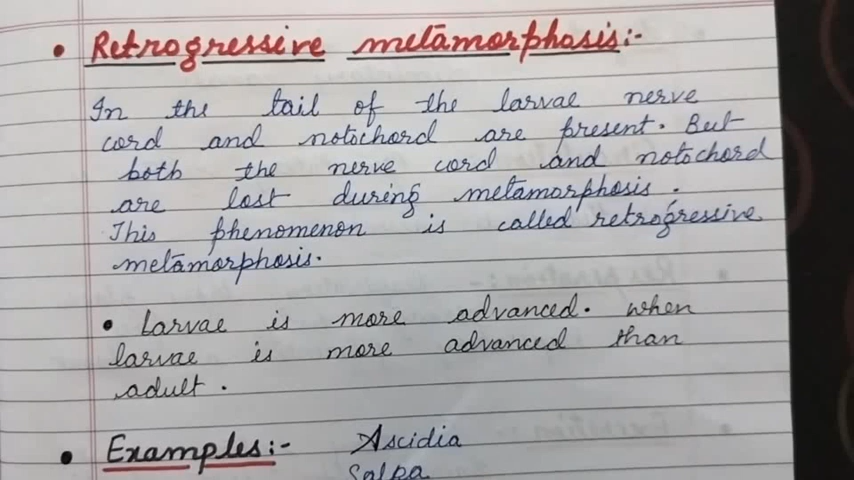 • Retrogressive metamorphosis:-
In the tail of the larvae nerve
cord and notochord are present. But
both the nerve cord and notochord
are lost during metamorphosis.
This phenomenon is called retrogressive
metamorphosis.
• Larvae is more advanced. when
larvae is more advanced than
adult.
• Examples:- Ascidia
Salpa